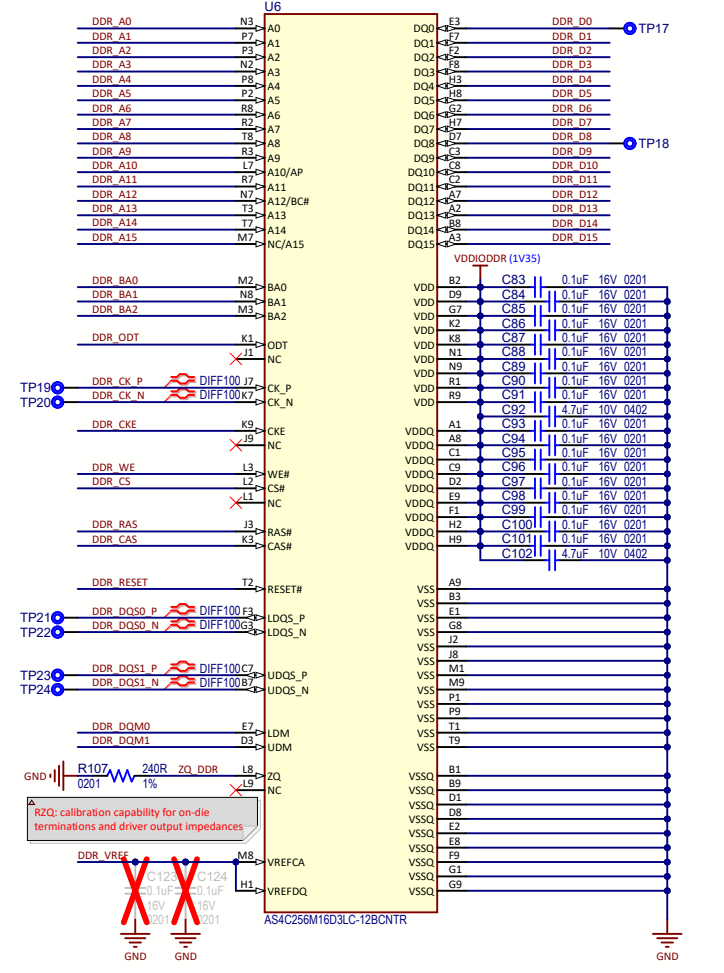 U6
DDR_A0 N3 A0 DQ0 E3 DDR_D0 TP17
DDR_A1 P7 A1 DQ1 F7 DDR_D1
DDR_A2 P3 A2 DQ2 F2 DDR_D2
DDR_A3 N2 A3 DQ3 F8 DDR_D3
DDR_A4 P8 A4 DQ4 H3 DDR_D4
DDR_A5 P2 A5 DQ5 H8 DDR_D5
DDR_A6 R8 A6 DQ6 G2 DDR_D6
DDR_A7 R2 A7 DQ7 H7 DDR_D7
DDR_A8 T8 A8 DQ8 D7 DDR_D8 TP18
DDR_A9 R3 A9 DQ9 C3 DDR_D9
DDR_A10 L7 A10/AP DQ10 C8 DDR_D10
DDR_A11 R7 A11 DQ11 C2 DDR_D11
DDR_A12 N7 A12/BC# DQ12 A7 DDR_D12
DDR_A13 T3 A13 DQ13 A2 DDR_D13
DDR_A14 T7 A14 DQ14 B8 DDR_D14
DDR_A15 M7 NC/A15 DQ15 A3 DDR_D15
VDDIODDR (1V35)
DDR_BA0 M2 BA0 VDD B2 C83 0.1uF 16V 0201
DDR_BA1 N8 BA1 VDD D9 C84 0.1uF 16V 0201
DDR_BA2 M3 BA2 VDD G7 C85 0.1uF 16V 0201
VDD K2 C86 0.1uF 16V 0201
DDR_ODT K1 ODT VDD K8 C87 0.1uF 16V 0201
J1 NC VDD N1 C88 0.1uF 16V 0201
VDD N9 C89 0.1uF 16V 0201
TP19 DDR_CK_P DIFF100 J7 CK_P VDD R1 C90 0.1uF 16V 0201
TP20 DDR_CK_N DIFF100 K7 CK_N VDD R9 C91 0.1uF 16V 0201
C92 4.7uF 10V 0402
DDR_CKE K9 CKE VDDQ A1 C93 0.1uF 16V 0201
J9 NC VDDQ A8 C94 0.1uF 16V 0201
VDDQ C1 C95 0.1uF 16V 0201
DDR_WE L3 WE# VDDQ C9 C96 0.1uF 16V 0201
DDR_CS L2 CS# VDDQ D2 C97 0.1uF 16V 0201
L1 NC VDDQ E9 C98 0.1uF 16V 0201
VDDQ F1 C99 0.1uF 16V 0201
DDR_RAS J3 RAS# VDDQ H2 C100 0.1uF 16V 0201
DDR_CAS K3 CAS# VDDQ H9 C101 0.1uF 16V 0201
C102 4.7uF 10V 0402
DDR_RESET T2 RESET# VSS A9
VSS B3
TP21 DDR_DQS0_P DIFF100 F3 LDQS_P VSS E1
TP22 DDR_DQS0_N DIFF100 G3 LDQS_N VSS G8
VSS J2
VSS J8
TP23 DDR_DQS1_P DIFF100 C7 UDQS_P VSS M1
TP24 DDR_DQS1_N DIFF100 B7 UDQS_N VSS M9
VSS P1
VSS P9
DDR_DQM0 E7 LDM VSS T1
DDR_DQM1 D3 UDM VSS T9
GND R107 240R ZQ_DDR L8 ZQ VSSQ B1
0201 1% L9 NC VSSQ B9
VSSQ D1
RZQ: calibration capability for on-die
terminations and driver output impedances
VSSQ D8
VSSQ E2
VSSQ E8
DDR_VREF M8 VREFCA VSSQ F9
C123 C124 VSSQ G1
0.1uF 0.1uF H1 VREFDQ VSSQ G9
16V 16V
0201 0201
AS4C256M16D3LC-12BCNTR
GND GND GND